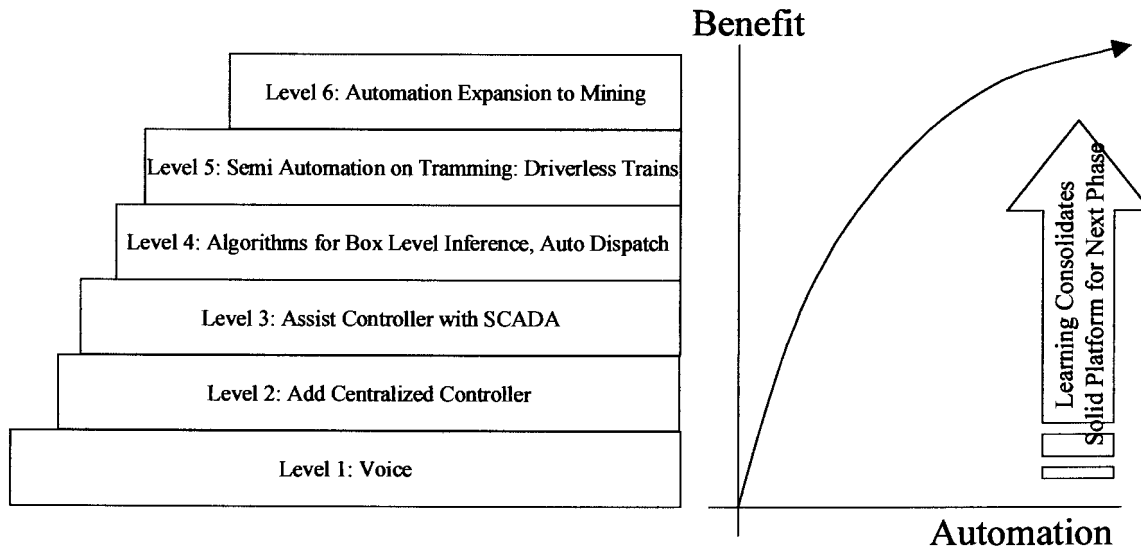 Level 6: Automation Expansion to Mining
Level 5: Semi Automation on Tramming: Driverless Trains
Level 4: Algorithms for Box Level Inference, Auto Dispatch
Level 3: Assist Controller with SCADA
Level 2: Add Centralized Controller
Level 1: Voice
Benefit
Learning Consolidates
Solid Platform for Next Phase
Automation